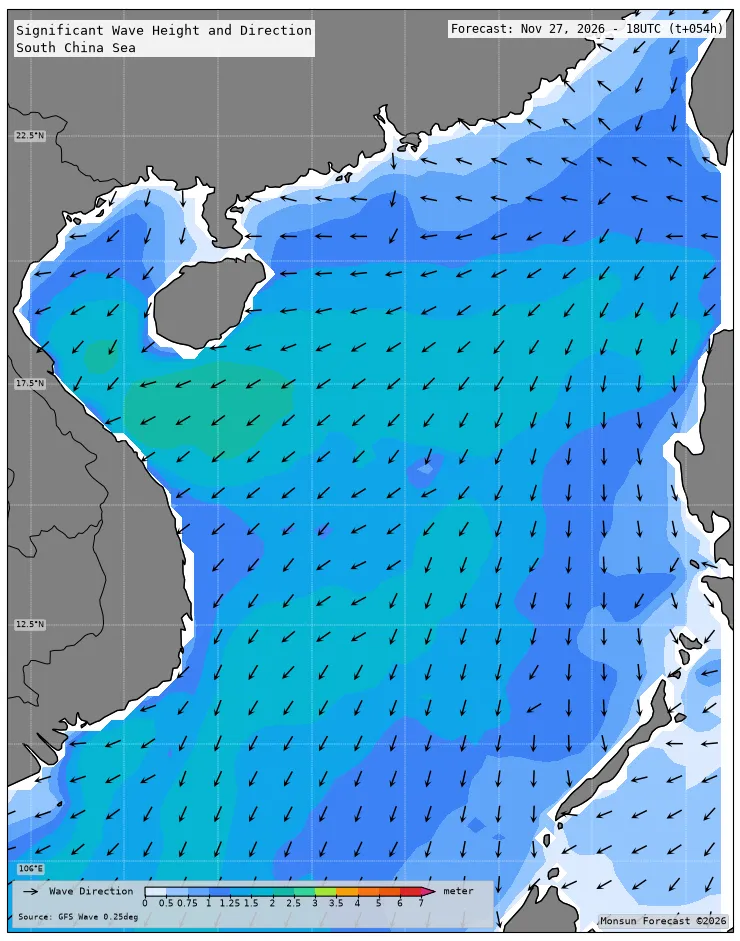 Significant Wave Height and Direction
South China Sea
Forecast: Nov 27, 2026 - 18UTC (t+054h)
22.5°N
17.5°N
12.5°N
106°E
Wave Direction
meter
0 0.5 0.75 1 1.25 1.5 2 2.5 3 3.5 4 5 6 7
Source: GFS Wave 0.25deg
Monsun Forecast ©2026